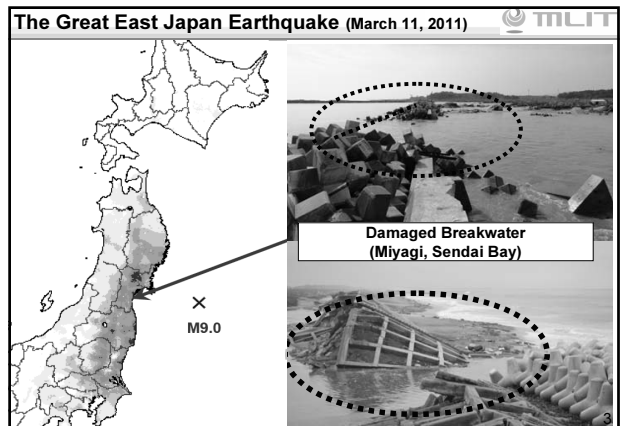 The Great East Japan Earthquake (March 11, 2011)
MLIT
Damaged Breakwater
(Miyagi, Sendai Bay)
×
M9.0
3